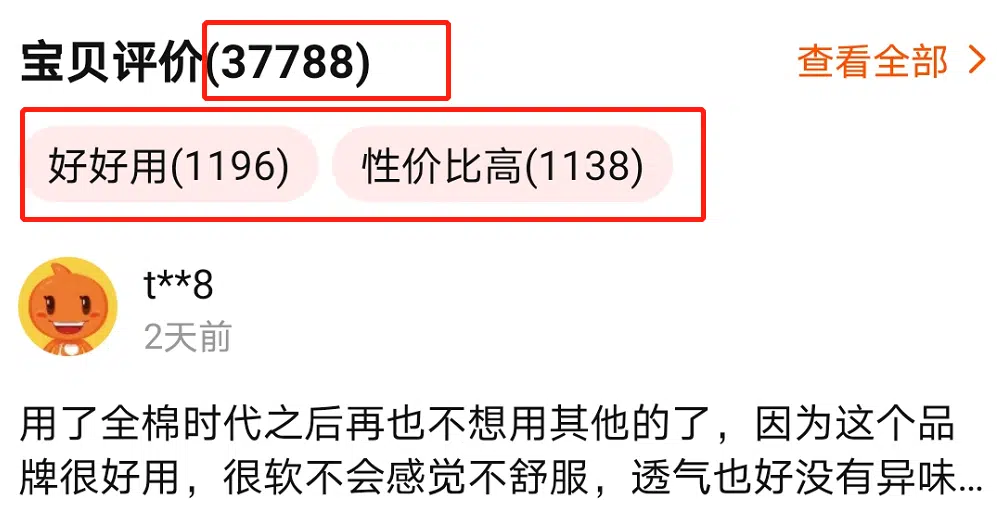 宝贝评价(37788)
查看全部 >
好好用(1196) 性价比高(1138)
t**8
2天前
用了全棉时代之后再也不想用其他的了，因为这个品
牌很好用，很软不会感觉不舒服，透气也好没有异味...